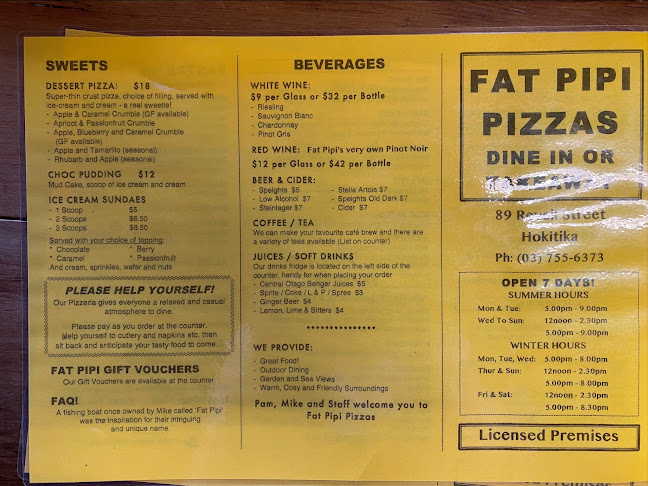 SWEETS
DESSERT PIZZA! $18
Super-thin crust pizza, choice of filling, served with
ice-cream and cream - a real sweetie!
- Apple & Caramel Crumble (GF available)
- Apricot & Passionfruit Crumble
- Apple, Blueberry and Caramel Crumble
(GF available)
- Apple and Tamarillo (seasonal)
- Rhubarb and Apple (seasonal)
CHOC PUDDING $12
Mud Cake, scoop of ice cream and cream
ICE CREAM SUNDAES
- 1 Scoop $5
- 2 Scoops $6.50
- 3 Scoops $8.50
Served with your choice of topping:
* Chocolate * Berry
* Caramel * Passionfruit
And cream, sprinkles, wafer and nuts
PLEASE HELP YOURSELF!
Our Pizzeria gives everyone a relaxed and casual
atmosphere to dine.
Please pay as you order at the counter.
Help yourself to cutlery and napkins etc, then
sit back and anticipate your tasty food to come
FAT PIPI GIFT VOUCHERS
Our Gift Vouchers are available at the counter
FAQ!
A fishing boat once owned by Mike called 'Fat Pipi'
was the inspiration for their intriguing
and unique name.
BEVERAGES
WHITE WINE:
$9 per Glass or $32 per Bottle
- Riesling
- Sauvignon Blanc
- Chardonnay
- Pinot Gris
RED WINE: Fat Pipi's very own Pinot Noir
$12 per Glass or $42 per Bottle
BEER & CIDER:
- Speights $5 - Stella Artois $7
- Low Alcohol $7 - Speights Old Dark $7
- Steinlager $7 - Cider $7
COFFEE / TEA
We can make your favourite café brew and there are
a variety of teas available (List on counter)
JUICES / SOFT DRINKS
Our drinks fridge is located on the left side of the
counter, handy for when placing your order
- Central Otago Benger Juices $5
- Sprite / Coke / L & P / Spree $3
- Ginger Beer $4
- Lemon, Lime & Bitters $4
WE PROVIDE:
- Great Food!
- Outdoor Dining
- Garden and Sea Views
- Warm, Cosy and Friendly Surroundings
Pam, Mike and Staff welcome you to
Fat Pipi Pizzas
FAT PIPI
PIZZAS
DINE IN OR
TAKEAWAY
89 Revell Street
Hokitika
Ph: (03) 755-6373
OPEN 7 DAYS!
SUMMER HOURS
Mon & Tue: 5.00pm - 9.00pm
Wed To Sun: 12noon - 2.30pm
5.00pm - 9.00pm
WINTER HOURS
Mon, Tue, Wed: 5.00pm - 8.00pm
Thur & Sun: 12noon - 2.30pm
5.00pm - 8.00pm
Fri & Sat: 12noon - 2.30pm
5.00pm - 8.30pm
Licensed Premises